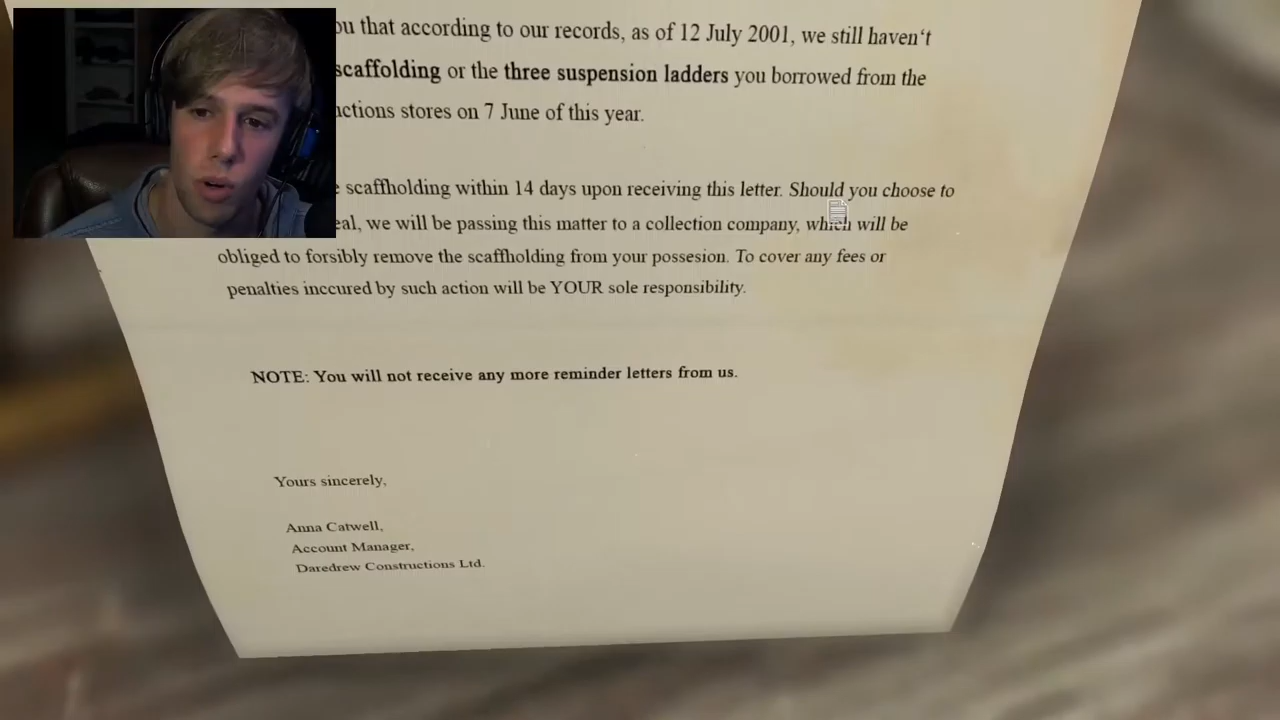 ou that according to our records, as of 12 July 2001, we still haven't
scaffolding or the three suspension ladders you borrowed from the
ctions stores on 7 June of this year.
scaffholding within 14 days upon receiving this letter. Should you choose to
eal, we will be passing this matter to a collection company, which will be
obliged to forsibly remove the scaffholding from your possesion. To cover any fees or
penalties inccured by such action will be YOUR sole responsibility.
NOTE: You will not receive any more reminder letters from us.
Yours sincerely,
Anna Catwell,
Account Manager,
Daredrew Constructions Ltd.